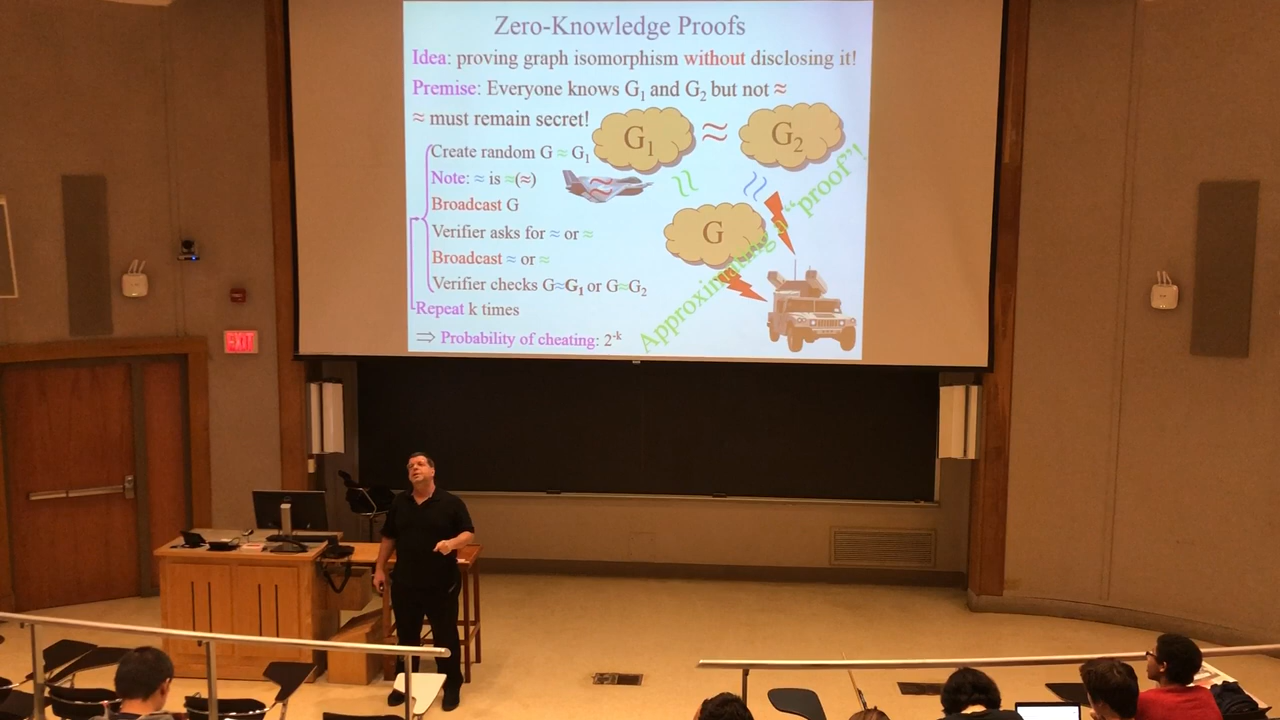 Zero-Knowledge Proofs
Idea: proving graph isomorphism without disclosing it!
Premise: Everyone knows G₁ and G₂ but not ≈
≈ must remain secret!
G₁ ≈ G₂
Create random G ≈ G₁
Note: ≈ is ≈(≈)
≈
≈ ≈
Broadcast G
G
Verifier asks for ≈ or ≈
Broadcast ≈ or ≈
Verifier checks G≈G₁ or G≈G₂
Repeat k times
⇒ Probability of cheating: 2⁻ᵏ
"proof"!
EXIT